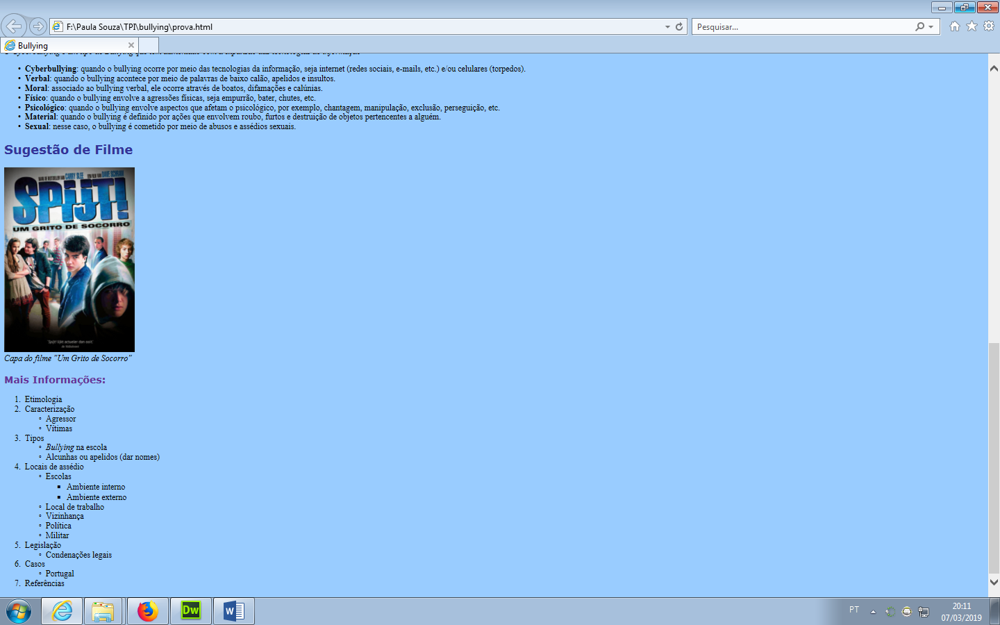 F:\Paula Souza\TPI\bullying\prova.html
Pesquisar...
Bullying
• Cyberbullying: quando o bullying ocorre por meio das tecnologias da informação, seja internet (redes sociais, e-mails, etc.) e/ou celulares (torpedos).
• Verbal: quando o bullying acontece por meio de palavras de baixo calão, apelidos e insultos.
• Moral: associado ao bullying verbal, ele ocorre através de boatos, difamações e calúnias.
• Físico: quando o bullying envolve a agressões físicas, seja empurrão, bater, chutes, etc.
• Psicológico: quando o bullying envolve aspectos que afetam o psicológico, por exemplo, chantagem, manipulação, exclusão, perseguição, etc.
• Material: quando o bullying é definido por ações que envolvem roubo, furtos e destruição de objetos pertencentes a alguém.
• Sexual: nesse caso, o bullying é cometido por meio de abusos e assédios sexuais.
Sugestão de Filme
CARRY SLEE
SPIJT!
UM GRITO DE SOCORRO
Capa do filme "Um Grito de Socorro"
Mais Informações:
1. Etimologia
2. Caracterização
Agressor
Vítimas
3. Tipos
Bullying na escola
Alcunhas ou apelidos (dar nomes)
4. Locais de assédio
Escolas
Ambiente interno
Ambiente externo
Local de trabalho
Vizinhança
Política
Militar
5. Legislação
Condenações legais
6. Casos
Portugal
7. Referências
Dw
W
PT
20:11
07/03/2019